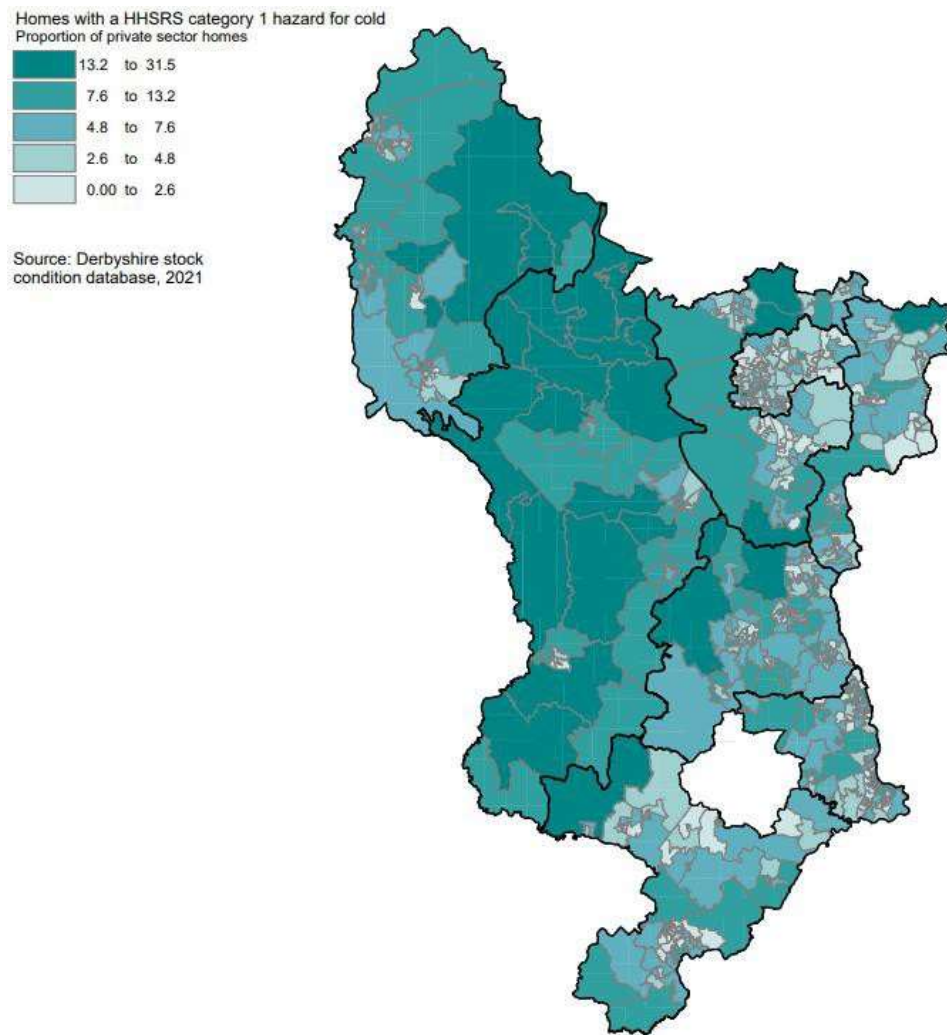 Homes with a HHSRS category 1 hazard for cold
Proportion of private sector homes
13.2 to 31.5
7.6 to 13.2
4.8 to 7.6
2.6 to 4.8
0.00 to 2.6
Source: Derbyshire stock
condition database, 2021